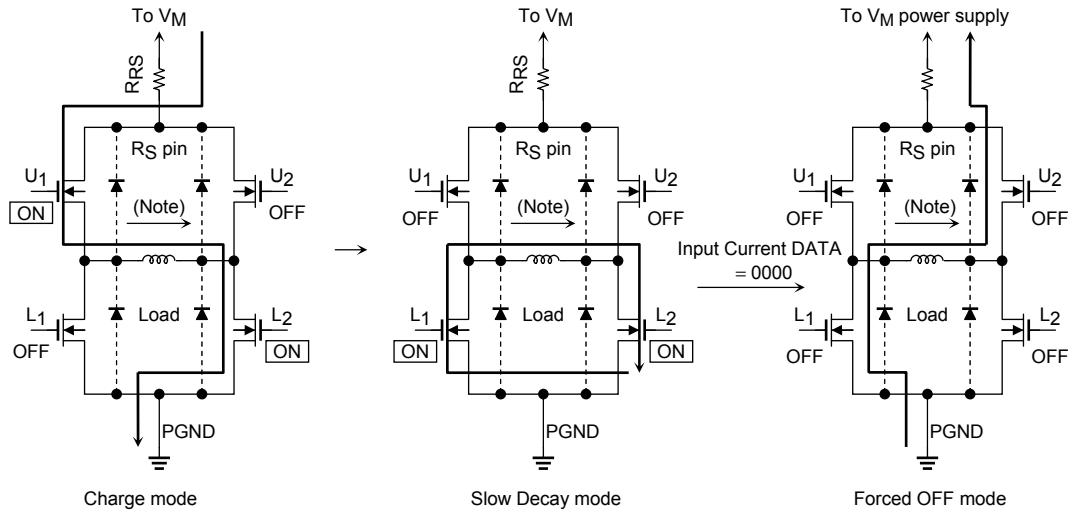 To VM
RRS
RS pin
U1
ON
U2
OFF
(Note)
L1
OFF
Load
L2
ON
PGND
Charge mode
To VM
RRS
RS pin
U1
OFF
U2
OFF
(Note)
L1
ON
Load
L2
ON
PGND
Slow Decay mode
Input Current DATA
= 0000
To VM power supply
RRS
RS pin
U1
OFF
U2
OFF
(Note)
L1
OFF
Load
L2
OFF
PGND
Forced OFF mode